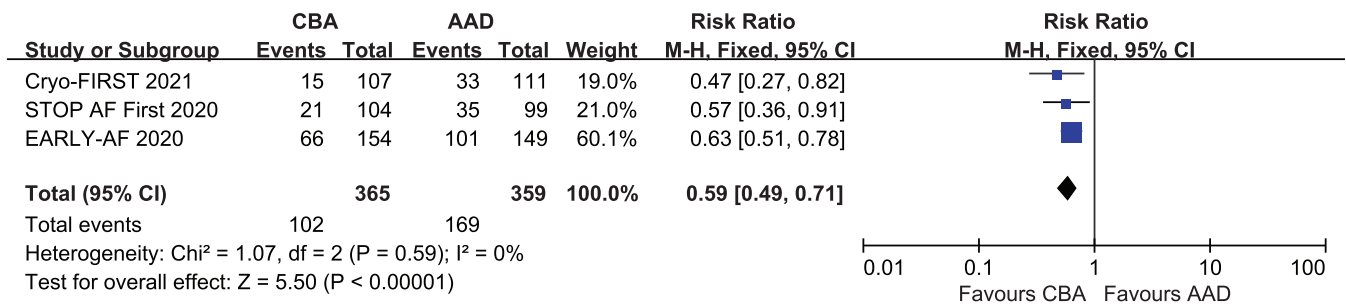 CBA AAD Risk Ratio Risk Ratio
Study or Subgroup Events Total Events Total Weight M-H, Fixed, 95% CI M-H, Fixed, 95% CI
Cryo-FIRST 2021 15 107 33 111 19.0% 0.47 [0.27, 0.82]
STOP AF First 2020 21 104 35 99 21.0% 0.57 [0.36, 0.91]
EARLY-AF 2020 66 154 101 149 60.1% 0.63 [0.51, 0.78]
Total (95% CI) 365 359 100.0% 0.59 [0.49, 0.71]
Total events 102 169
Heterogeneity: Chi² = 1.07, df = 2 (P = 0.59); I² = 0%
Test for overall effect: Z = 5.50 (P < 0.00001)
0.01 0.1 1 10 100
Favours CBA Favours AAD